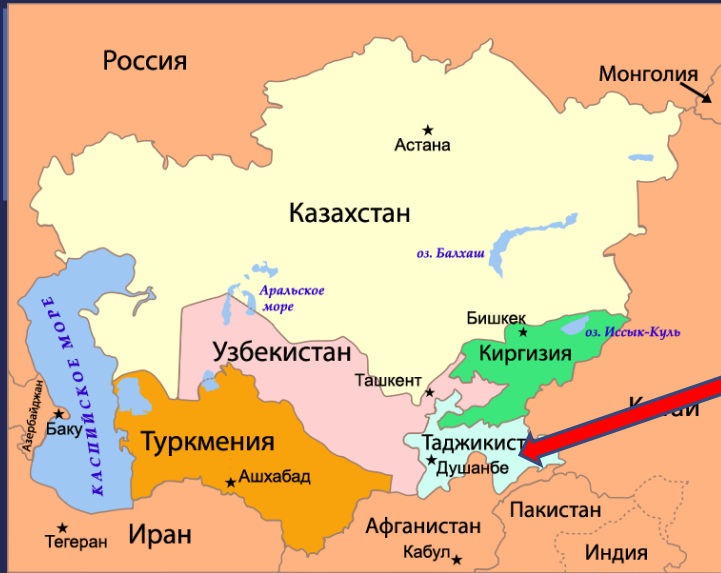 Россия
Монголия
Астана
Казахстан
оз. Балхаш
Аральское
море
КАСПИЙСКОЕ МОРЕ
Бишкек
оз. Иссык-Куль
Узбекистан
Киргизия
Ташкент
Азербайджан
Баку
Туркмения
Таджикист
Душанбе
Ашхабад
Пакистан
Афганистан
Иран
Тегеран
Кабул
Индия